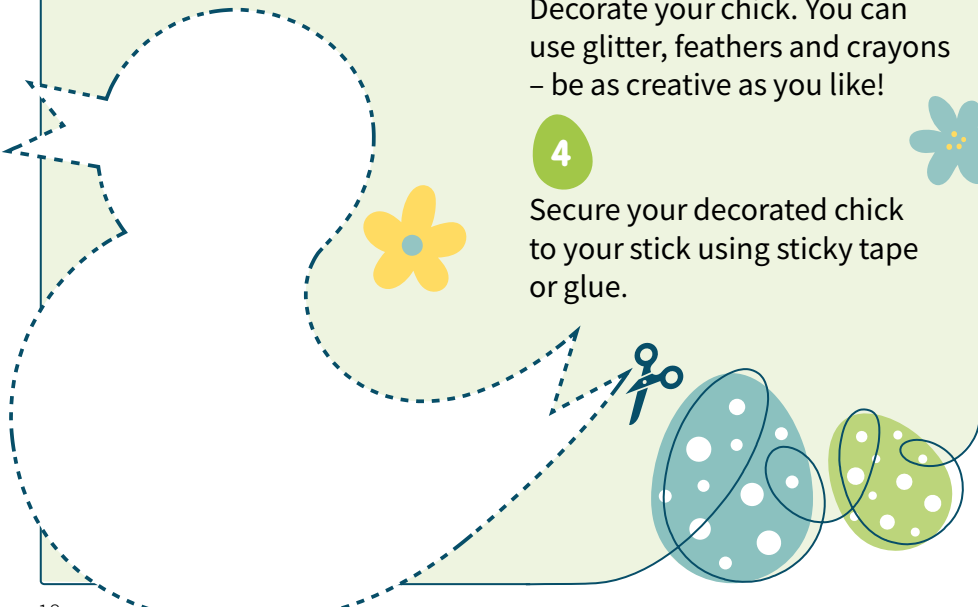 Decorate your chick. You can
use glitter, feathers and crayons
– be as creative as you like!
4
Secure your decorated chick
to your stick using sticky tape
or glue.